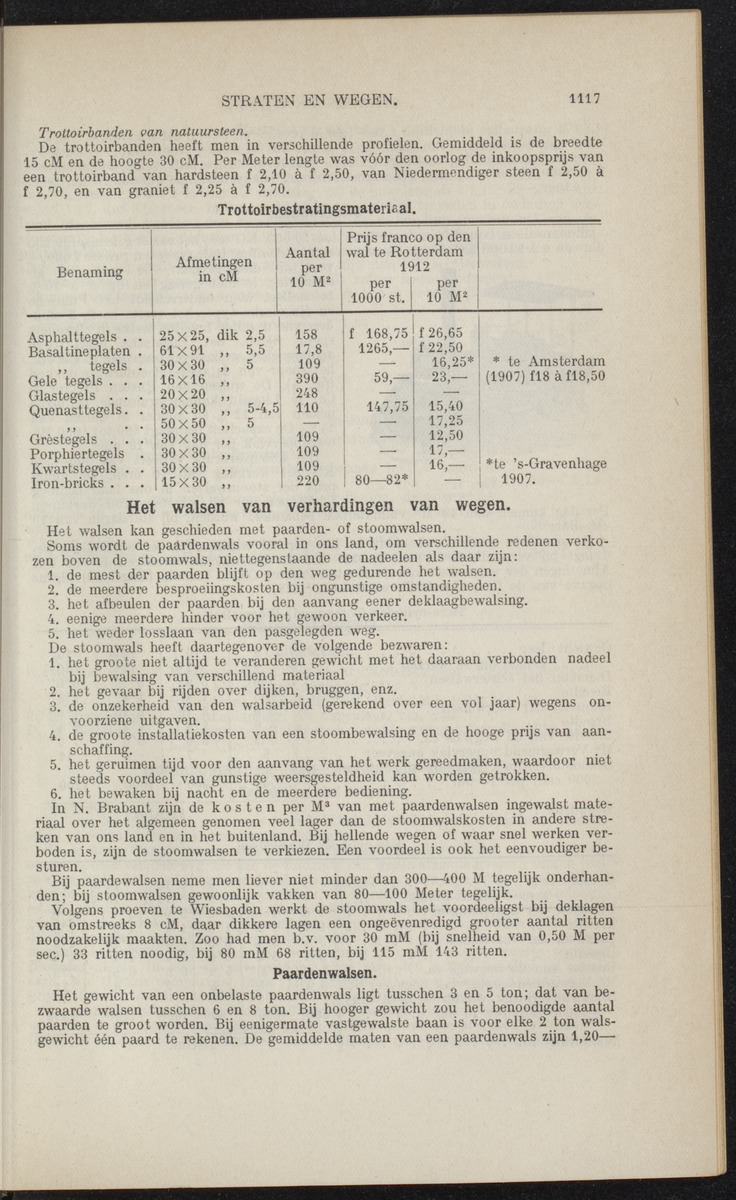 STRATEN EN WEGEN. 1117
Trottoirbanden van natuursteen.
De trottoirbanden heeft men in verschillende profielen. Gemiddeld is de breedte
15 cM en de hoogte 30 cM. Per Meter lengte was vóór den oorlog de inkoopsprijs van
een trottoirband van hardsteen f 2,10 à f 2,50, van Niedermendiger steen f 2,50 à
f 2,70, en van graniet f 2,25 à f 2,70.
Trottoirbestratingsmateriaal.
Benaming | Afmetingen in cM | Aantal per 10 M² | Prijs franco op den wal te Rotterdam 1912 per 1000 st. | per 10 M²
Asphalttegels . . 25×25, dik 2,5 158 f 168,75 f 26,65
Basaltineplaten . 61×91 ,, 5,5 17,8 1265,— f 22,50
,, tegels . 30×30 ,, 5 109 — 16,25* * te Amsterdam
Gele tegels . . . 16×16 ,, 390 59,— 23,— (1907) f18 à f18,50
Glastegels . . . 20×20 ,, 248 — —
Quenasttegels. . 30×30 ,, 5-4,5 110 147,75 15,40
,, . . 50×50 ,, 5 — — 17,25
Grèstegels . . . 30×30 ,, 109 — 12,50
Porphiertegels . 30×30 ,, 109 — 17,—
Kwartstegels . . 30×30 ,, 109 — 16,— *te 's-Gravenhage
Iron-bricks . . . 15×30 ,, 220 80—82* — 1907.
Het walsen van verhardingen van wegen.
Het walsen kan geschieden met paarden- of stoomwalsen.
Soms wordt de paardenwals vooral in ons land, om verschillende redenen verko-
zen boven de stoomwals, niettegenstaande de nadeelen als daar zijn:
1. de mest der paarden blijft op den weg gedurende het walsen.
2. de meerdere besproeiingskosten bij ongunstige omstandigheden.
3. het afbeulen der paarden bij den aanvang eener deklaagbewalsing.
4. eenige meerdere hinder voor het gewoon verkeer.
5. het weder losslaan van den pasgelegden weg.
De stoomwals heeft daartegenover de volgende bezwaren:
1. het groote niet altijd te veranderen gewicht met het daaraan verbonden nadeel
bij bewalsing van verschillend materiaal
2. het gevaar bij rijden over dijken, bruggen, enz.
3. de onzekerheid van den walsarbeid (gerekend over een vol jaar) wegens on-
voorziene uitgaven.
4. de groote installatiekosten van een stoombewalsing en de hooge prijs van aan-
schaffing.
5. het geruimen tijd voor den aanvang van het werk gereedmaken, waardoor niet
steeds voordeel van gunstige weersgesteldheid kan worden getrokken.
6. het bewaken bij nacht en de meerdere bediening.
In N. Brabant zijn de kosten per M³ van met paardenwalsen ingewalst mate-
riaal over het algemeen genomen veel lager dan de stoomwalskosten in andere stre-
ken van ons land en in het buitenland. Bij hellende wegen of waar snel werken ver-
boden is, zijn de stoomwalsen te verkiezen. Een voordeel is ook het eenvoudiger be-
sturen.
Bij paardewalsen neme men liever niet minder dan 300—400 M tegelijk onderhan-
den; bij stoomwalsen gewoonlijk vakken van 80—100 Meter tegelijk.
Volgens proeven te Wiesbaden werkt de stoomwals het voordeeligst bij deklagen
van omstreeks 8 cM, daar dikkere lagen een ongeëvenredigd grooter aantal ritten
noodzakelijk maakten. Zoo had men b.v. voor 30 mM (bij snelheid van 0,50 M per
sec.) 33 ritten noodig, bij 80 mM 68 ritten, bij 115 mM 143 ritten.
Paardenwalsen.
Het gewicht van een onbelaste paardenwals ligt tusschen 3 en 5 ton; dat van be-
zwaarde walsen tusschen 6 en 8 ton. Bij hooger gewicht zou het benoodigde aantal
paarden te groot worden. Bij eenigermate vastgewalste baan is voor elke 2 ton wals-
gewicht één paard te rekenen. De gemiddelde maten van een paardenwals zijn 1,20—